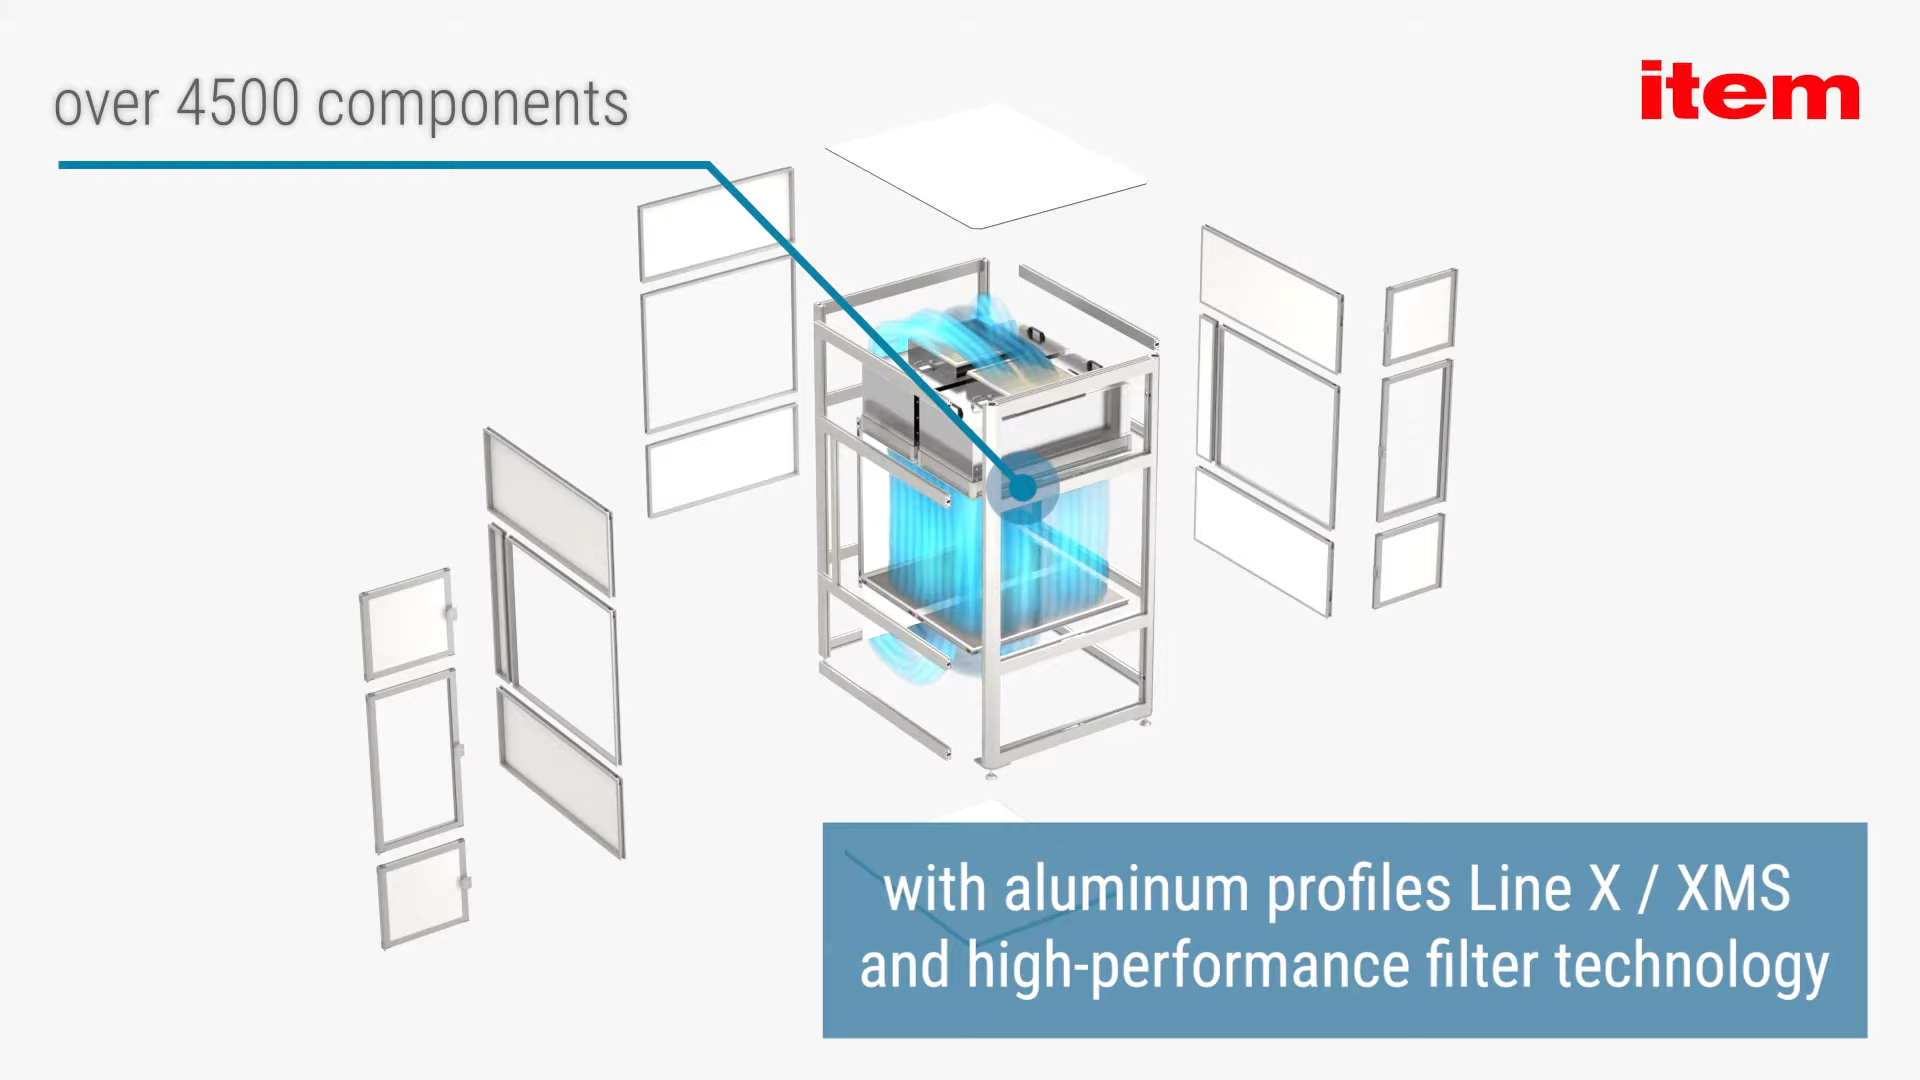 over 4500 components
item
with aluminum profiles Line X / XMS
and high-performance filter technology